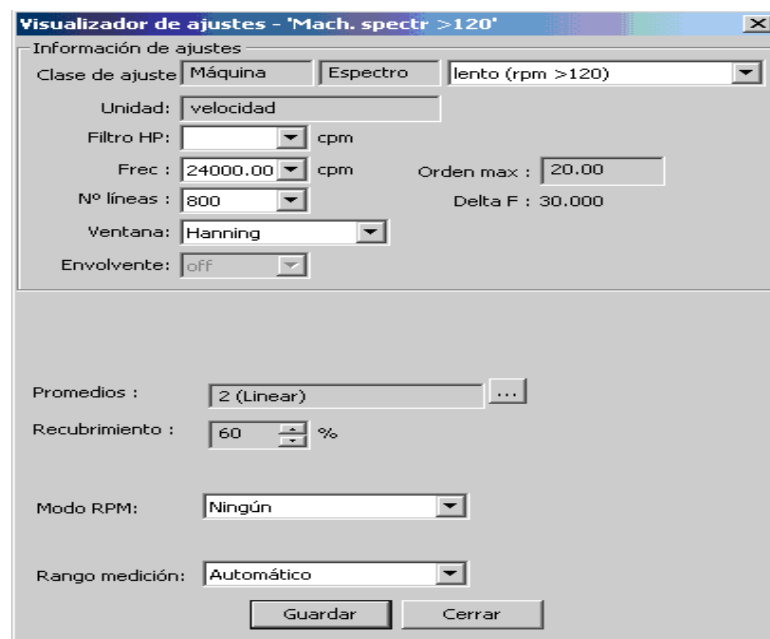 Visualizador de ajustes - 'Mach. spectr >120'
Información de ajustes
Clase de ajuste Máquina Espectro lento (rpm >120)
Unidad: velocidad
Filtro HP: cpm
Frec : 24000.00 cpm Orden max : 20.00
Nº líneas : 800 Delta F : 30.000
Ventana: Hanning
Envolvente: off
Promedios : 2 (Linear) ...
Recubrimiento : 60 %
Modo RPM: Ningún
Rango medición: Automático
Guardar Cerrar